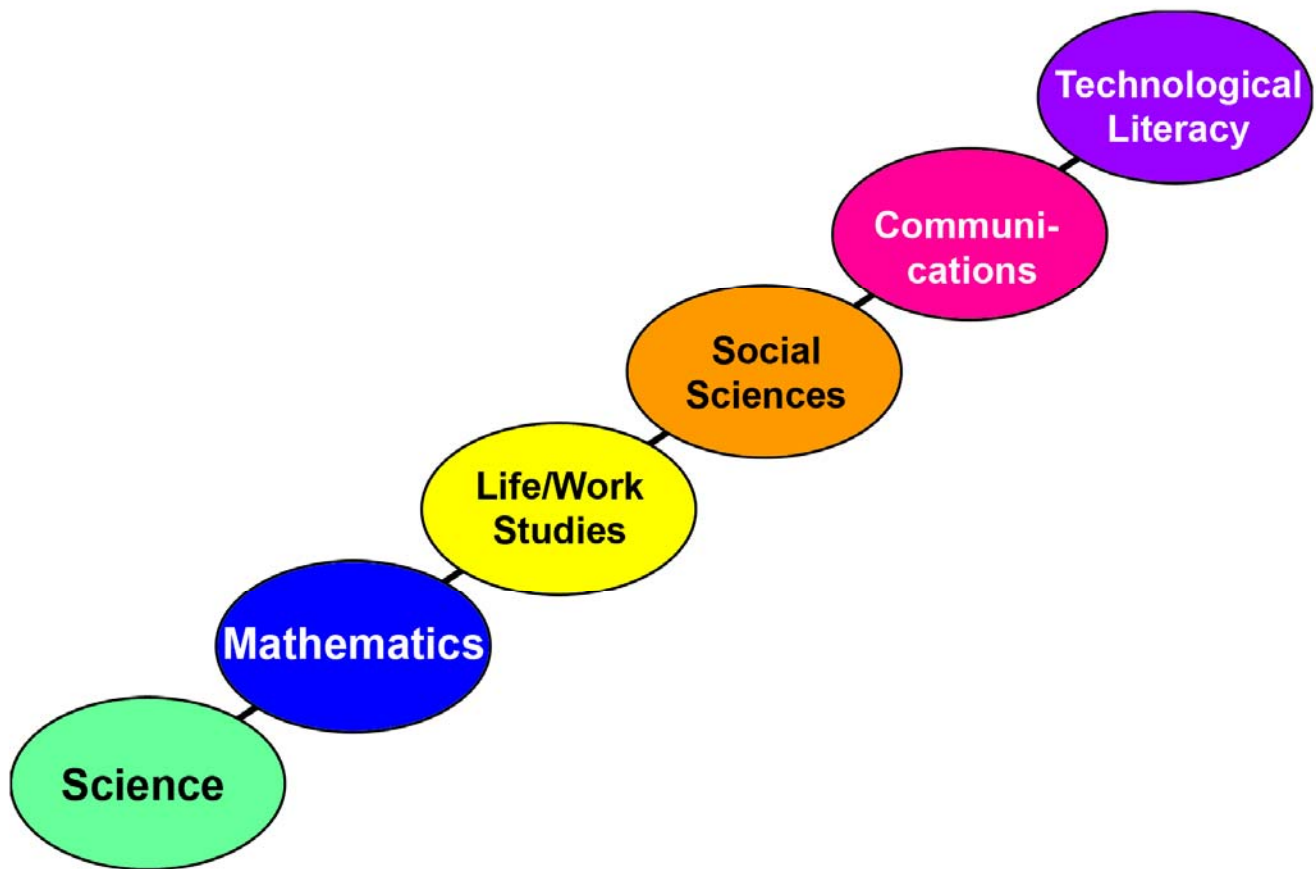 Technological
Literacy
Communi-
cations
Social
Sciences
Life/Work
Studies
Mathematics
Science